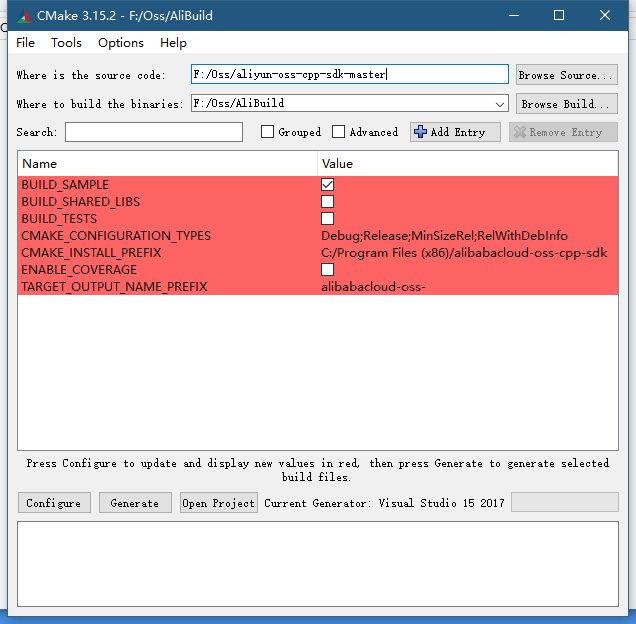 CMake 3.15.2 - F:/Oss/AliBuild
File Tools Options Help
Where is the source code: F:/Oss/aliyun-oss-cpp-sdk-master Browse Source...
Where to build the binaries: F:/Oss/AliBuild Browse Build...
Search: Grouped Advanced Add Entry Remove Entry
Name Value
BUILD_SAMPLE
BUILD_SHARED_LIBS
BUILD_TESTS
CMAKE_CONFIGURATION_TYPES Debug;Release;MinSizeRel;RelWithDebInfo
CMAKE_INSTALL_PREFIX C:/Program Files (x86)/alibabacloud-oss-cpp-sdk
ENABLE_COVERAGE
TARGET_OUTPUT_NAME_PREFIX alibabacloud-oss-
Press Configure to update and display new values in red, then press Generate to generate selected
build files.
Configure Generate Open Project Current Generator: Visual Studio 15 2017